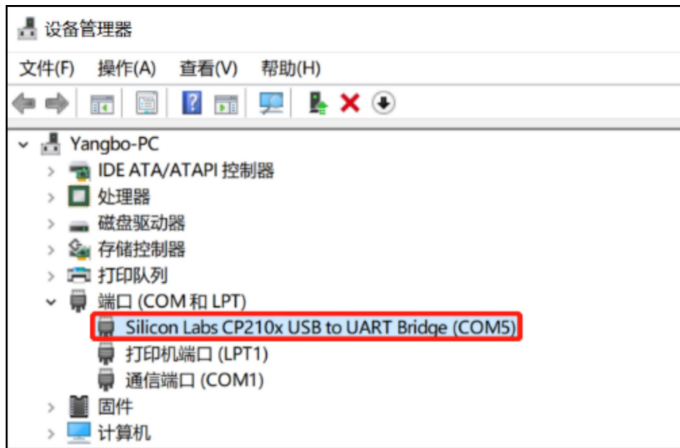 设备管理器
文件(F) 操作(A) 查看(V) 帮助(H)
Yangbo-PC
IDE ATA/ATAPI 控制器
处理器
磁盘驱动器
存储控制器
打印队列
端口 (COM 和 LPT)
Silicon Labs CP210x USB to UART Bridge (COM5)
打印机端口 (LPT1)
通信端口 (COM1)
固件
计算机